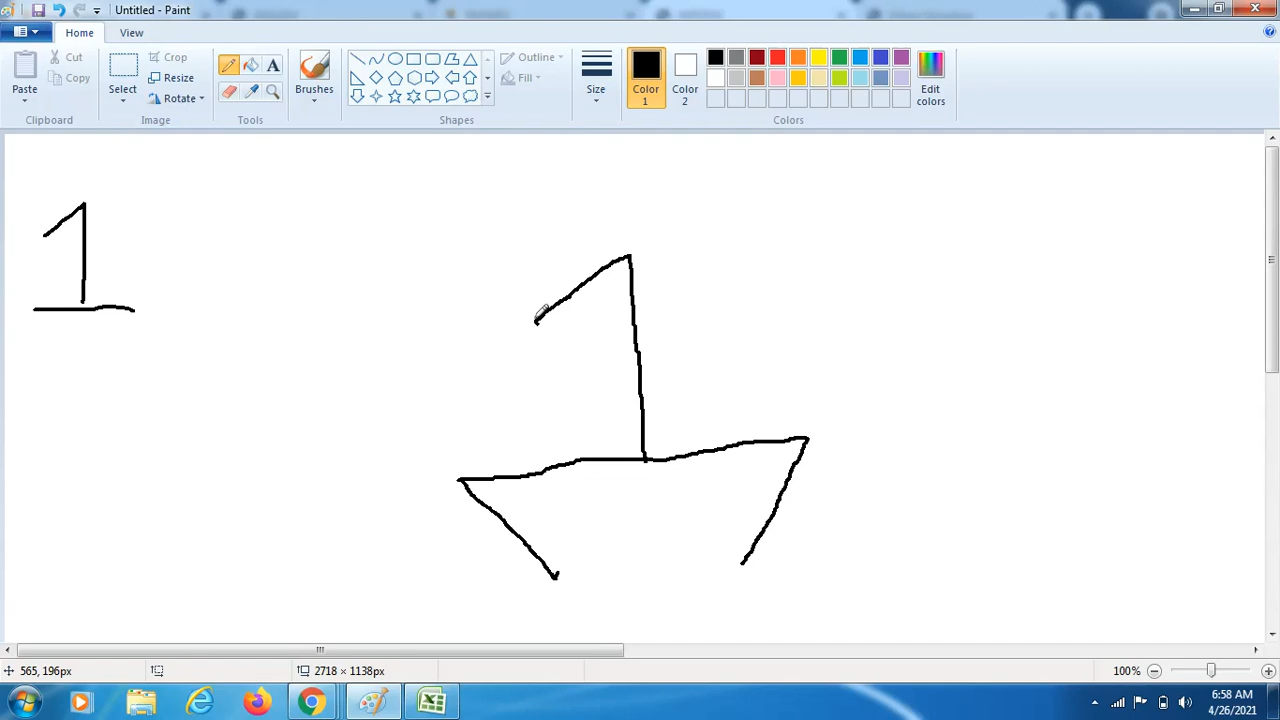 Untitled - Paint
Home
View
Paste
Cut
Copy
Clipboard
Select
Crop
Resize
Rotate
Image
A
Tools
Brushes
Outline
Fill
Shapes
Size
Color 1
Color 2
Edit colors
Colors
1
565, 196px
2718 × 1138px
100%
6:58 AM
4/26/2021